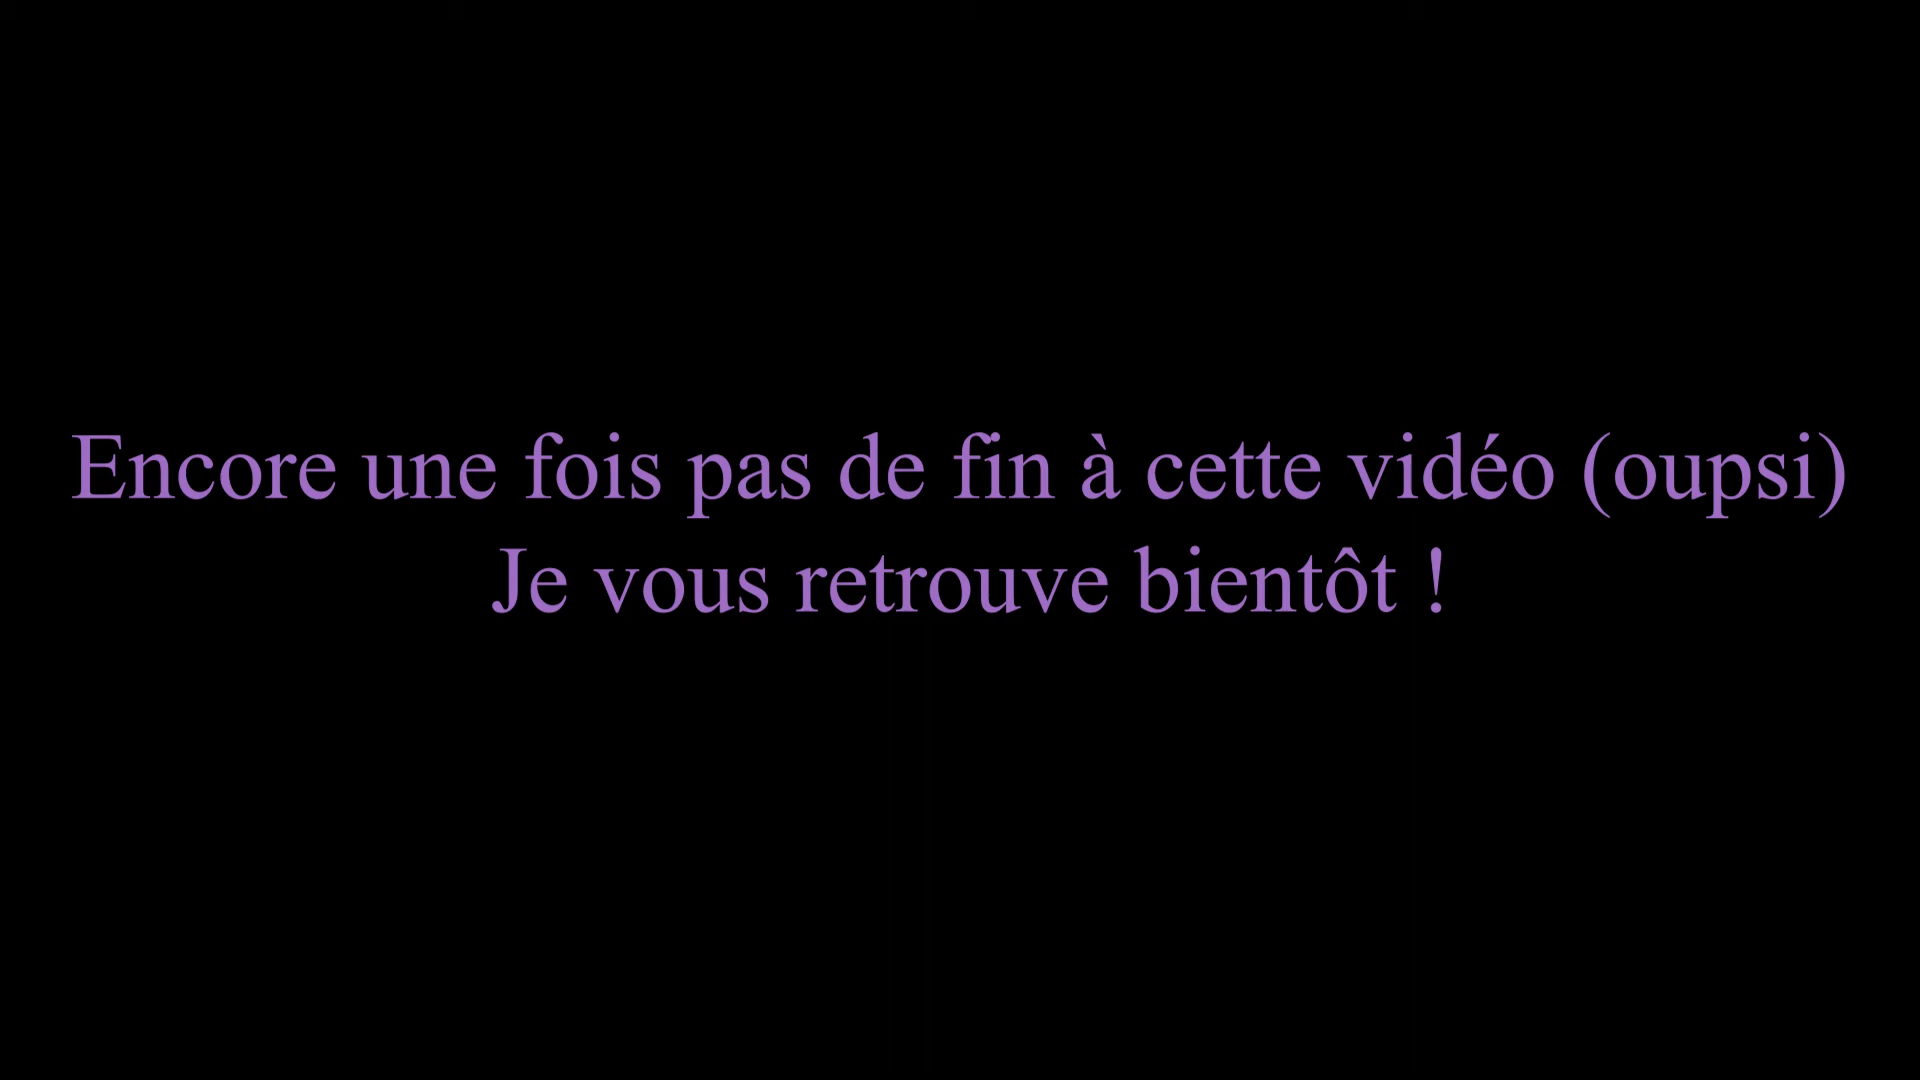 Encore une fois pas de fin à cette vidéo (oupsi)
Je vous retrouve bientôt !